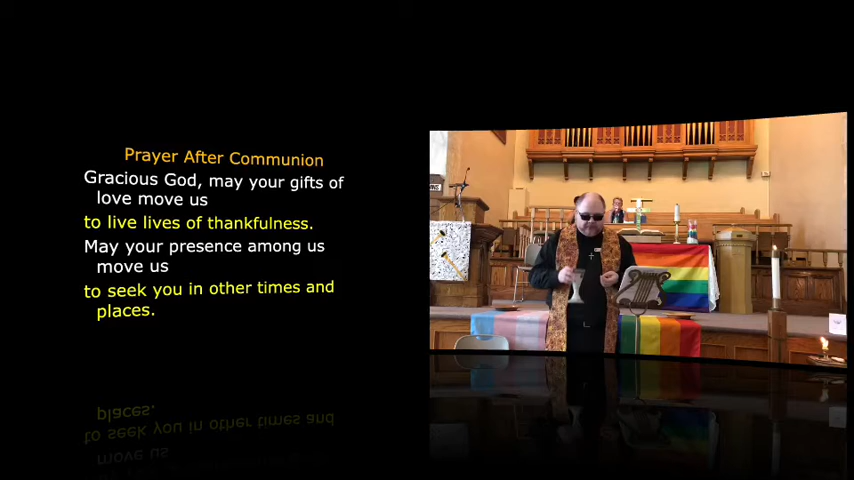 Prayer After Communion
Gracious God, may your gifts of
love move us
to live lives of thankfulness.
May your presence among us
move us
to seek you in other times and
places.